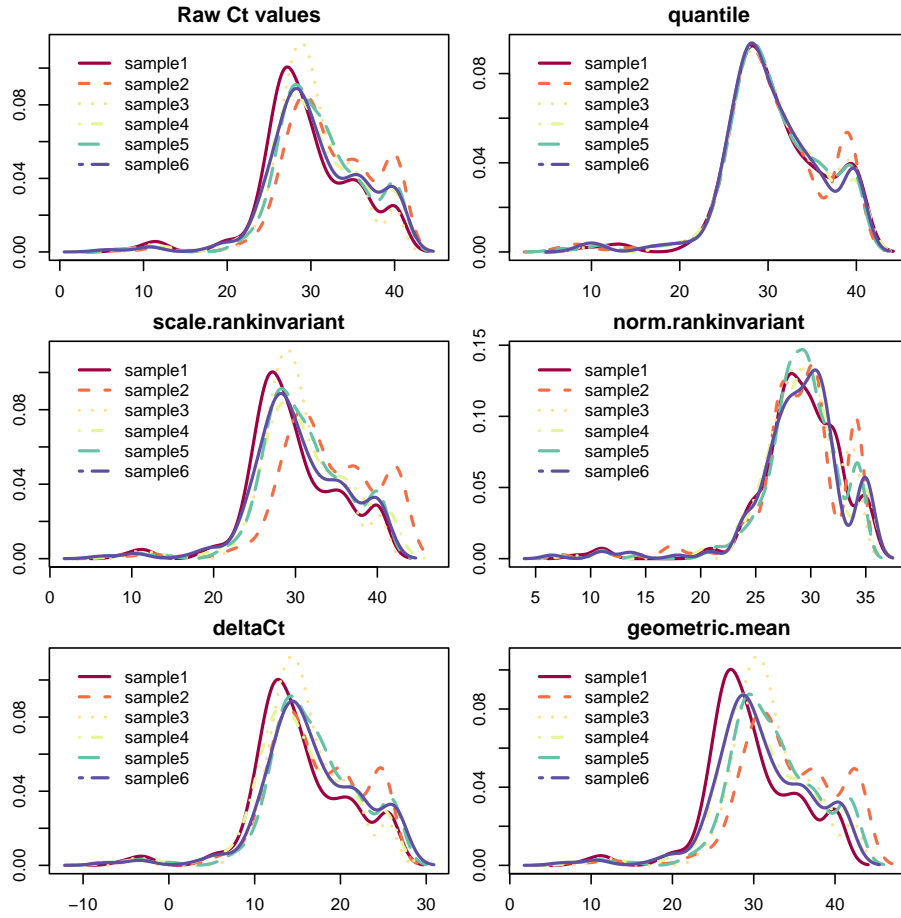 Raw Ct values
sample1
sample2
sample3
sample4
sample5
sample6
0.00
0.04
0.08
0
10
20
30
40
quantile
sample1
sample2
sample3
sample4
sample5
sample6
0.00
0.04
0.08
10
20
30
40
scale.rankinvariant
sample1
sample2
sample3
sample4
sample5
sample6
0.00
0.04
0.08
0
10
20
30
40
norm.rankinvariant
sample1
sample2
sample3
sample4
sample5
sample6
0.00
0.05
0.10
0.15
5
10
15
20
25
30
35
deltaCt
sample1
sample2
sample3
sample4
sample5
sample6
0.00
0.04
0.08
−10
0
10
20
30
geometric.mean
sample1
sample2
sample3
sample4
sample5
sample6
0.00
0.04
0.08
0
10
20
30
40